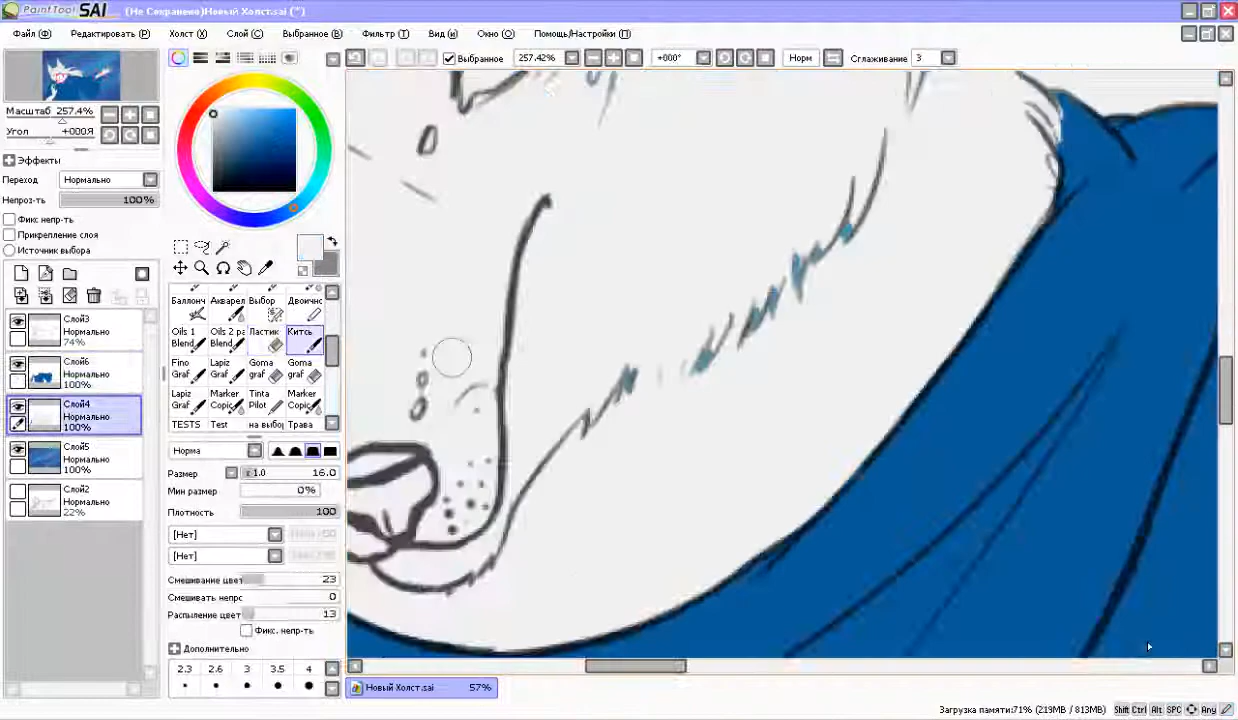 PaintTool SAI (Не Сохранено)Новый Холст.sai (*)
Файл (Ф) Редактировать (Р) Холст (Х) Слой (С) Выбранное (В) Фильтр (Т) Вид (м) Окно (О) Помощь/Настройки (П)
Выбранное 257.42% +000° Норм Сглаживание 3
Масштаб 257.4%
Угол +000Я
Эффекты
Переход Нормально
Непроз-ть 100%
Фикс непр-ть
Прикрепление слоя
Источник выбора
Слой3
Нормально
74%
Слой6
Нормально
100%
Слой4
Нормально
100%
Слой5
Нормально
100%
Слой2
Нормально
22%
Баллонч Акварел Выбор Двоичнс
Oils 1 Blend. Oils 2 pa Blend. Ластик Китсь
Fino Graf Lapiz Graf Goma graf Goma graf
Lapiz Graf Marker Copic Tinta Pilot Marker Copic
TESTS Test на выбо Трава
Норма
Размер x 1.0 16.0
Мин размер 0%
Плотность 100
[Нет]
[Нет]
Смешивание цвет 23
Смешивать непрс 0
Распыление цвет 13
Фикс. непр-ть
Дополнительно
2.3 2.6 3 3.5 4
Новый Холст.sai 57%
Загрузка памяти:71% (219MB / 813MB) Shift Ctrl Alt SPC Any